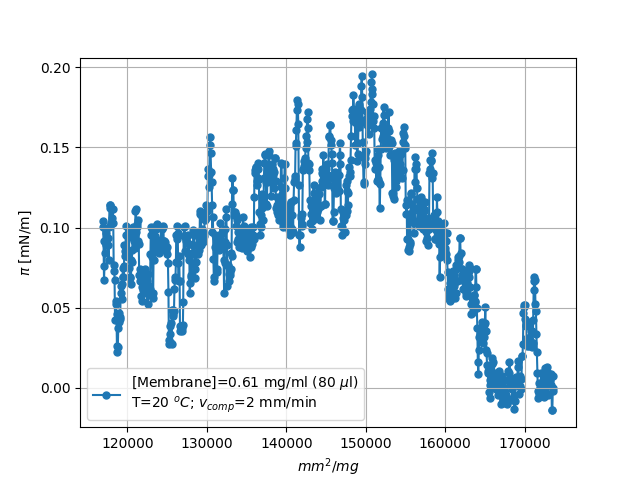 0.20
0.15
0.10
0.05
0.00
π [mN/m]
[Membrane]=0.61 mg/ml (80 μl)
T=20 °C; v_comp=2 mm/min
120000 130000 140000 150000 160000 170000
mm²/mg